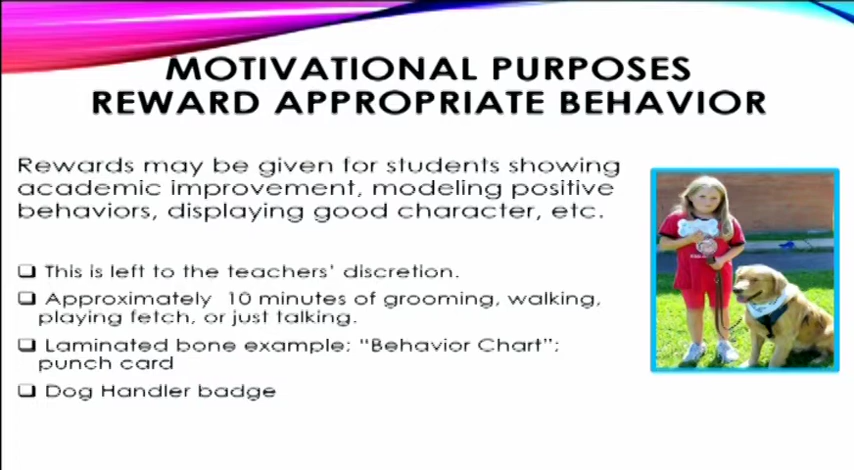 MOTIVATIONAL PURPOSES
REWARD APPROPRIATE BEHAVIOR
Rewards may be given for students showing
academic improvement, modeling positive
behaviors, displaying good character, etc.
❑ This is left to the teachers' discretion.
❑ Approximately 10 minutes of grooming, walking,
playing fetch, or just talking.
❑ Laminated bone example; "Behavior Chart";
punch card
❑ Dog Handler badge